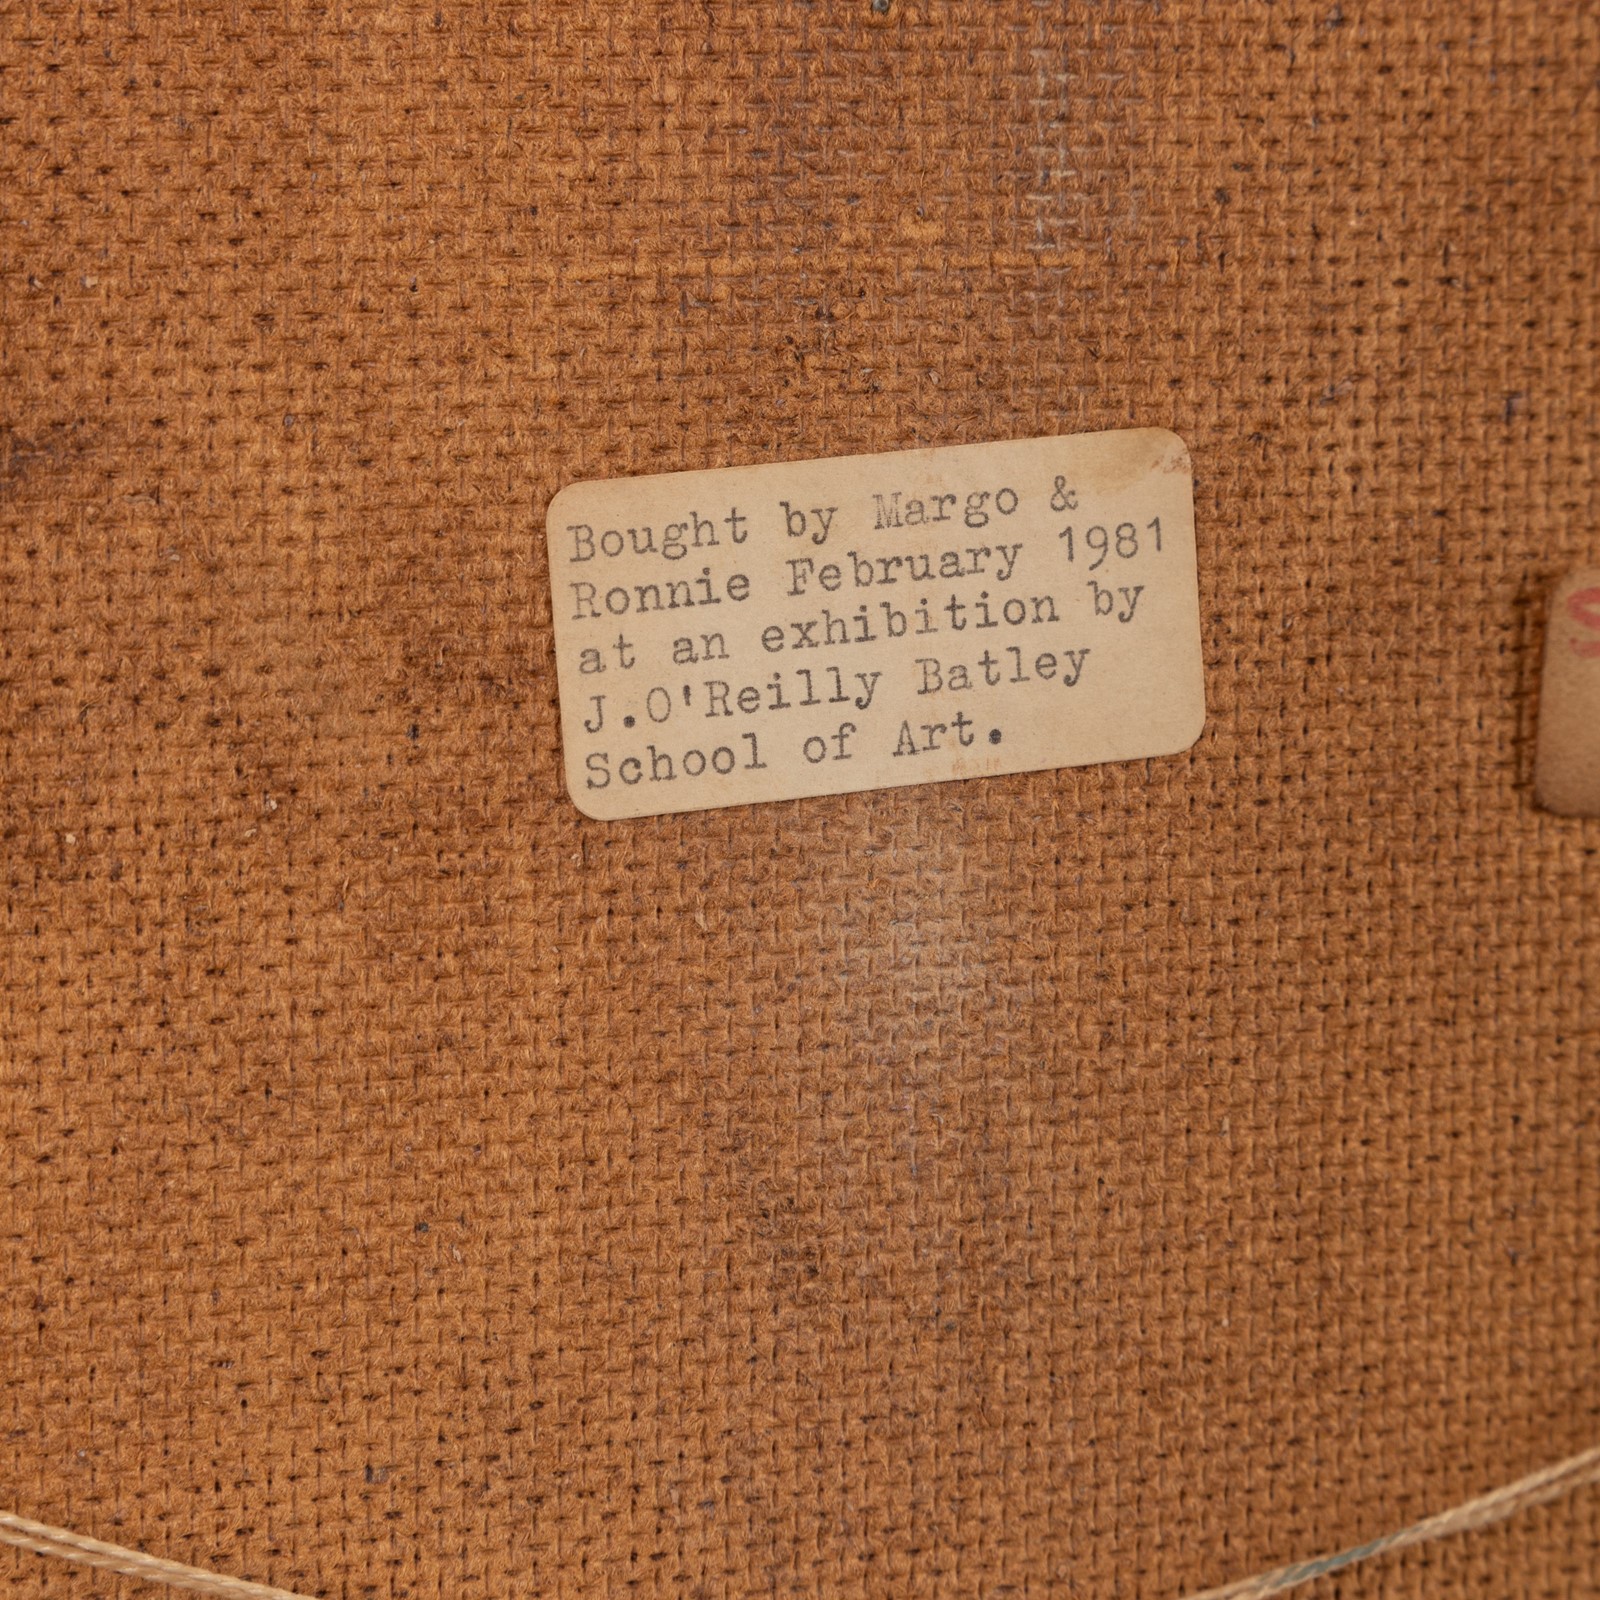 Bought by Margo &
Ronnie February 1981
at an exhibition by
J.O'Reilly Batley
School of Art.